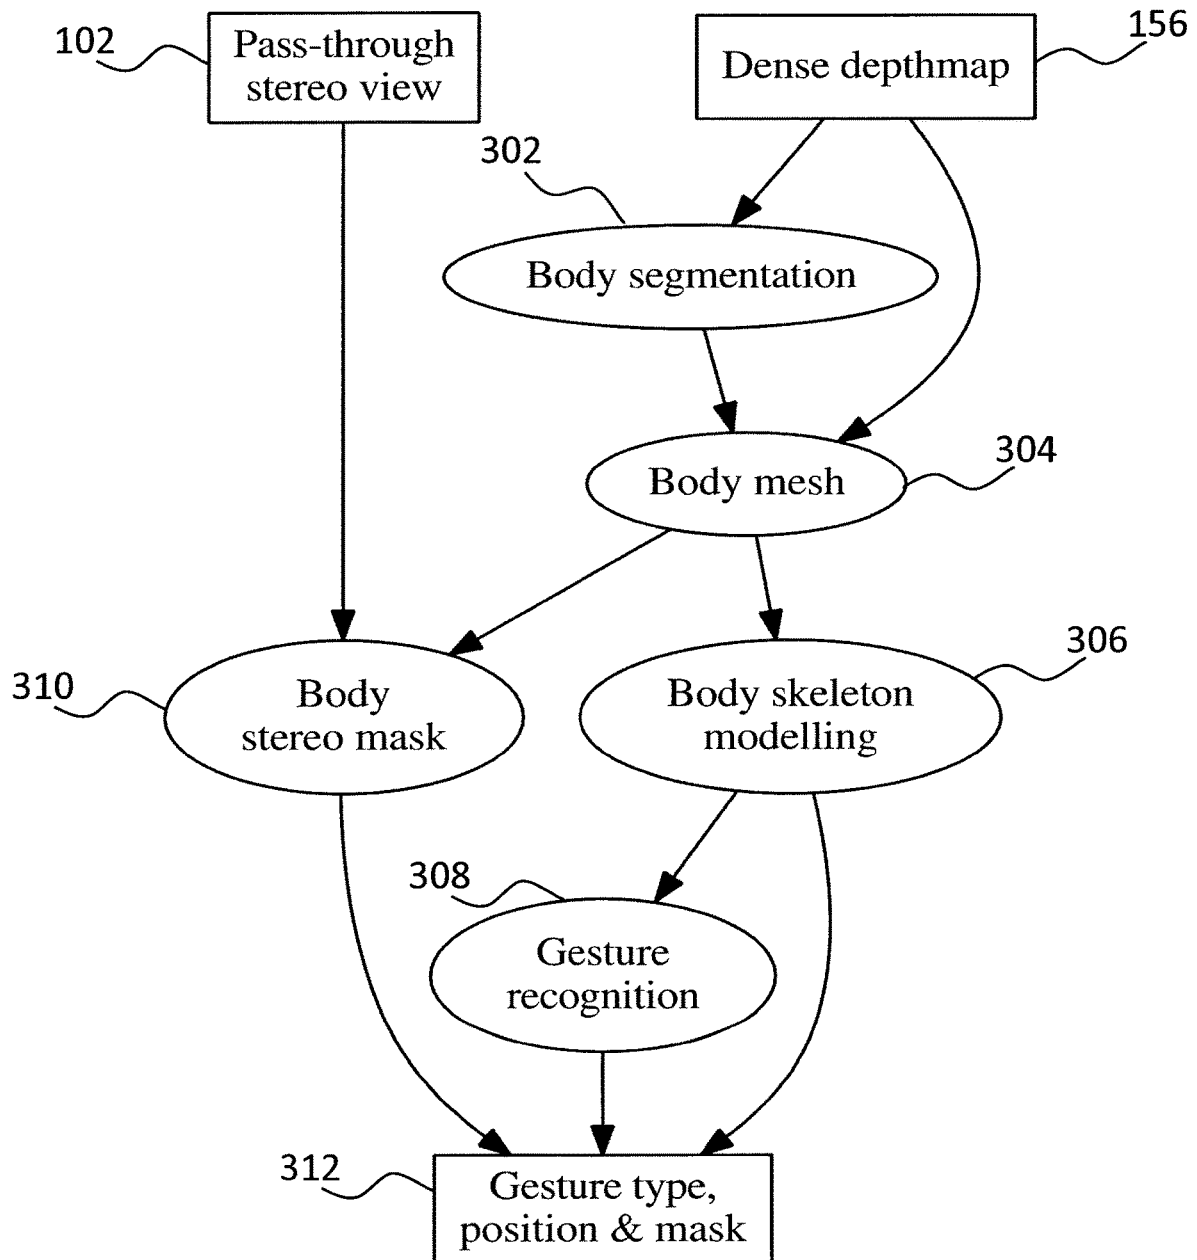 102
Pass-through
stereo view
Dense depthmap
156
302
Body segmentation
Body mesh
304
310
Body
stereo mask
Body skeleton
modelling
306
308
Gesture
recognition
312
Gesture type,
position & mask